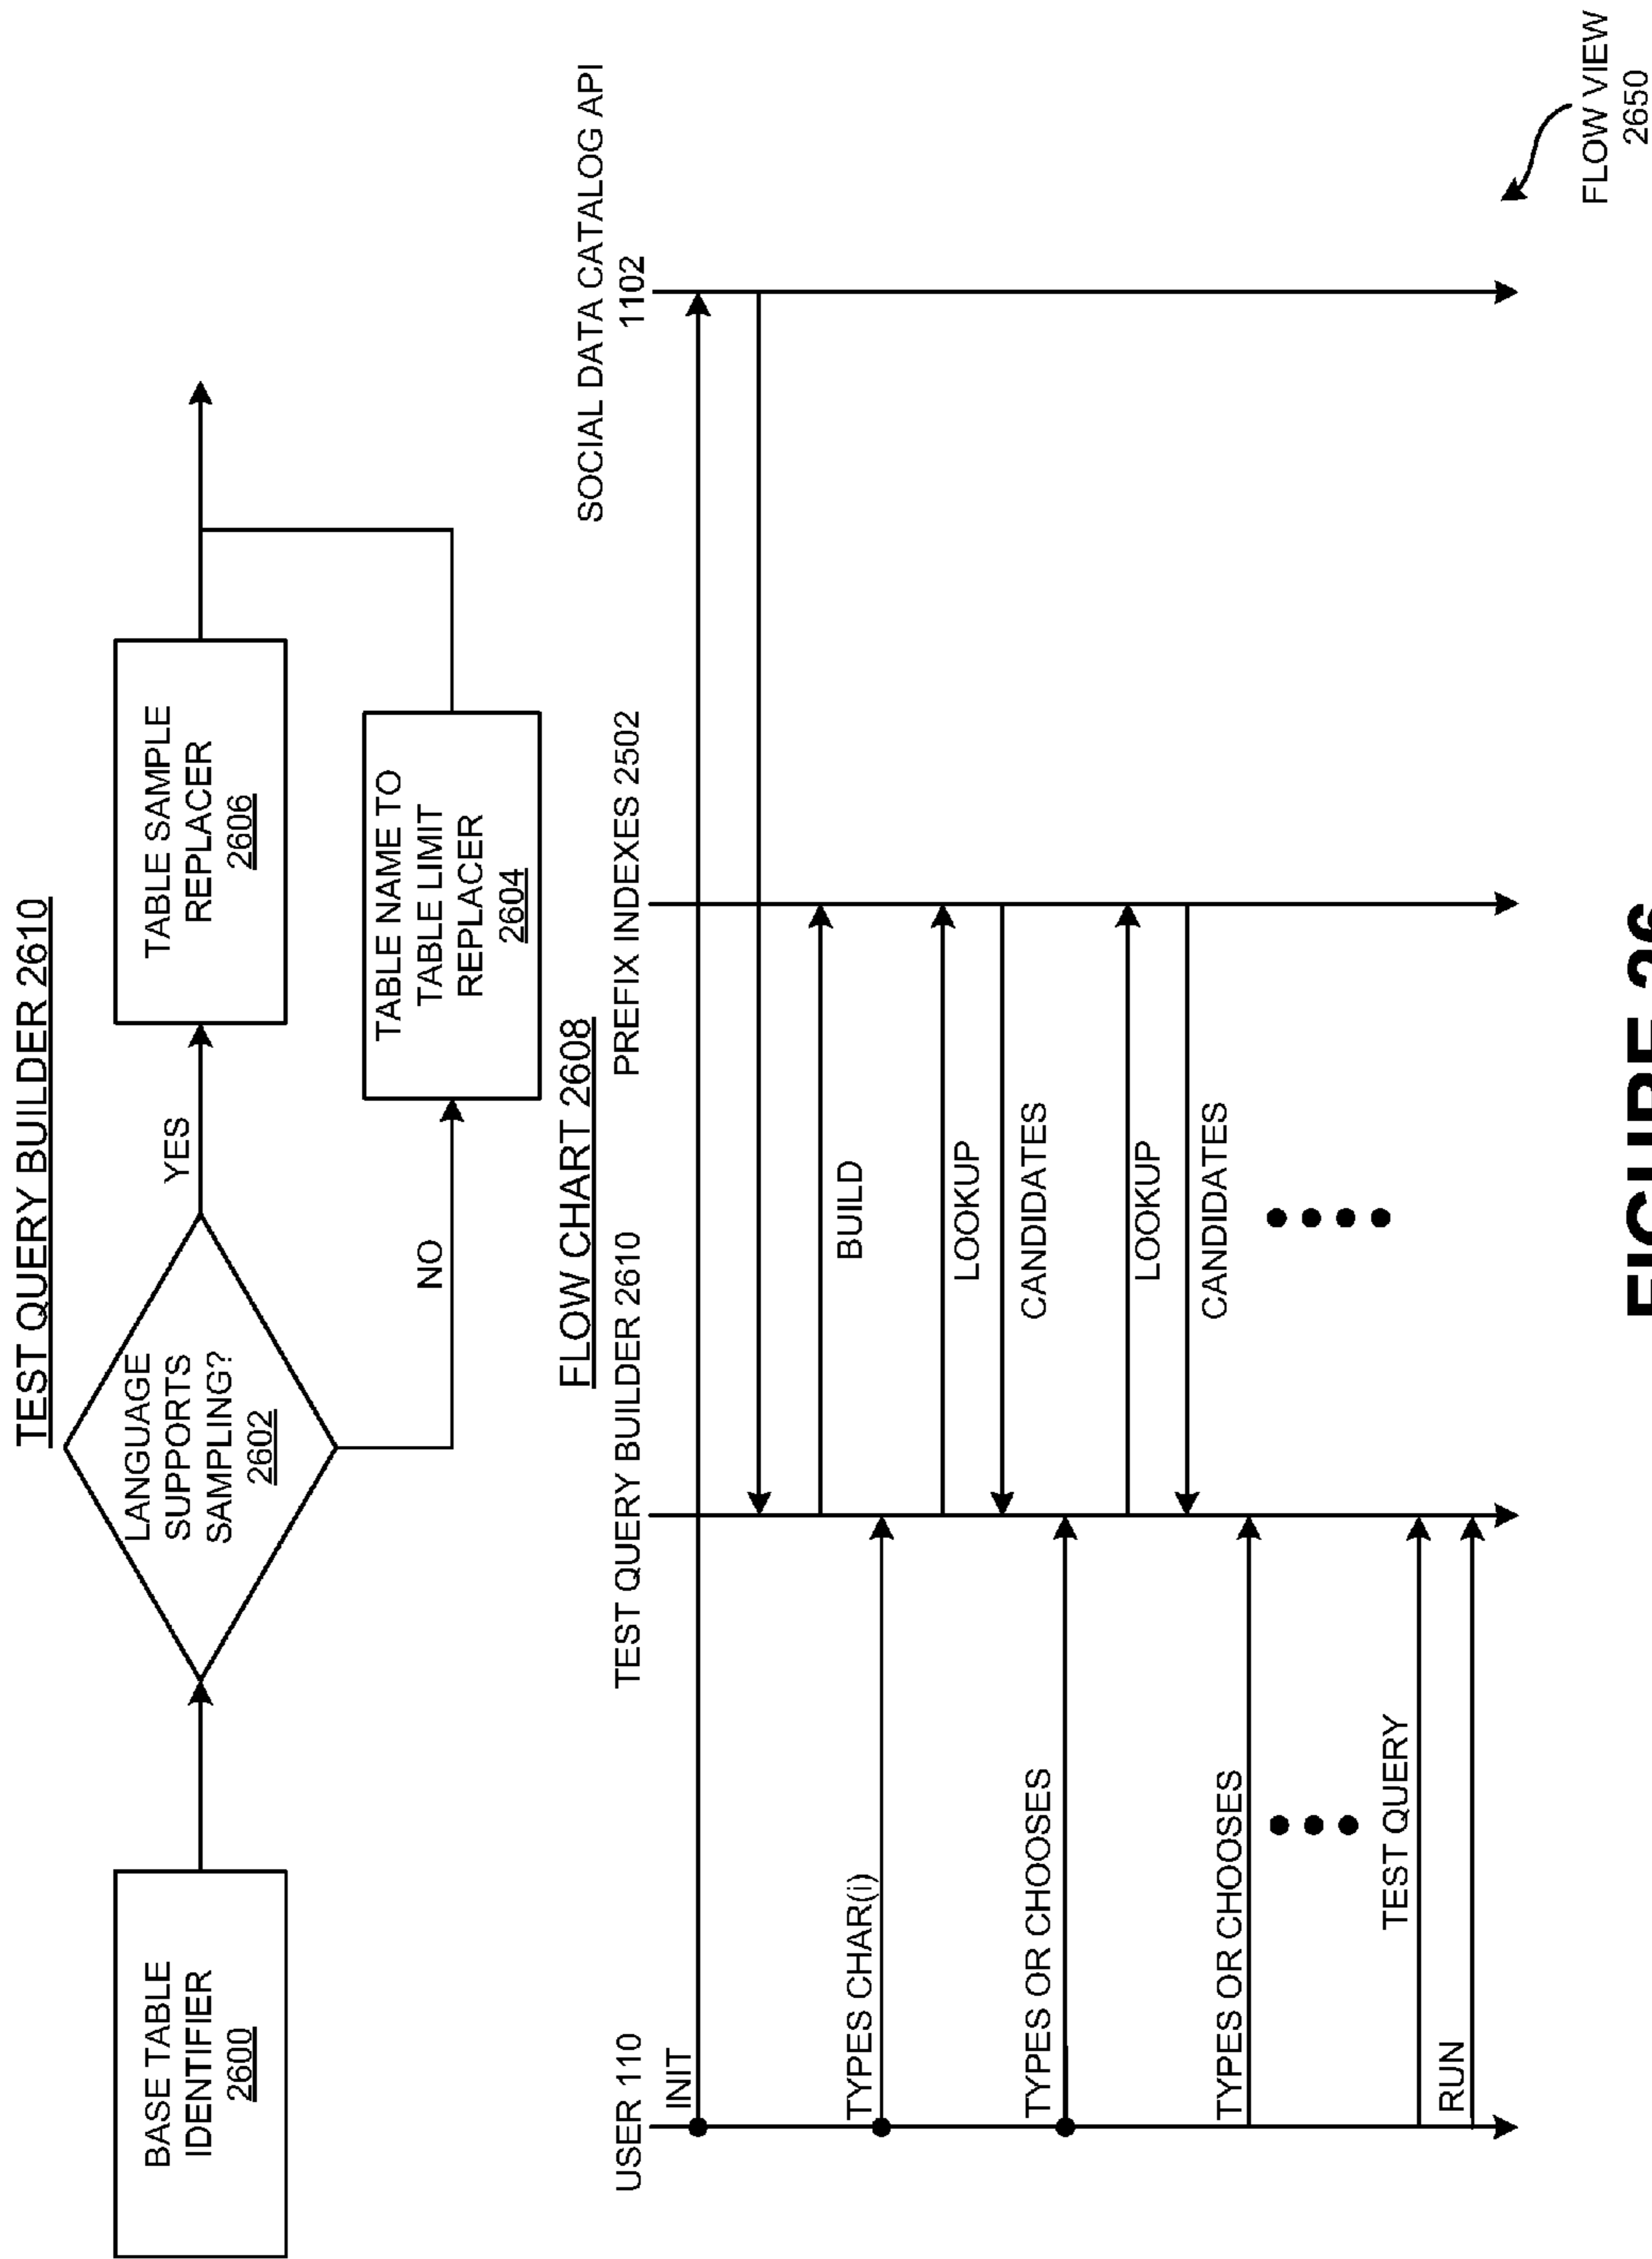 TEST QUERY BUILDER 2610
BASE TABLE
IDENTIFIER
2600
LANGUAGE
SUPPORTS
SAMPLING?
2602
YES
NO
TABLE SAMPLE
REPLACER
2606
TABLE NAME TO
TABLE LIMIT
REPLACER
2604
FLOW CHART 2608
USER 110
TEST QUERY BUILDER 2610
PREFIX INDEXES 2502
SOCIAL DATA CATALOG API
1102
INIT
BUILD
TYPES CHAR(i)
LOOKUP
CANDIDATES
TYPES OR CHOOSES
LOOKUP
CANDIDATES
TYPES OR CHOOSES
TEST QUERY
RUN
FLOW VIEW
2650
FIGURE 26